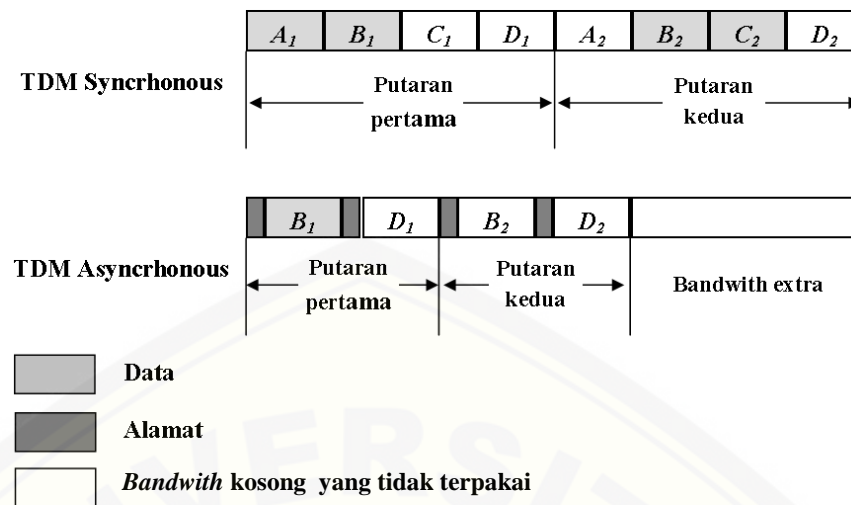 A₁ B₁ C₁ D₁ A₂ B₂ C₂ D₂
TDM Syncrhonous
Putaran pertama
Putaran kedua
B₁ D₁ B₂ D₂
TDM Asyncrhonous
Putaran pertama
Putaran kedua
Bandwith extra
Data
Alamat
Bandwith kosong yang tidak terpakai
VERSIT